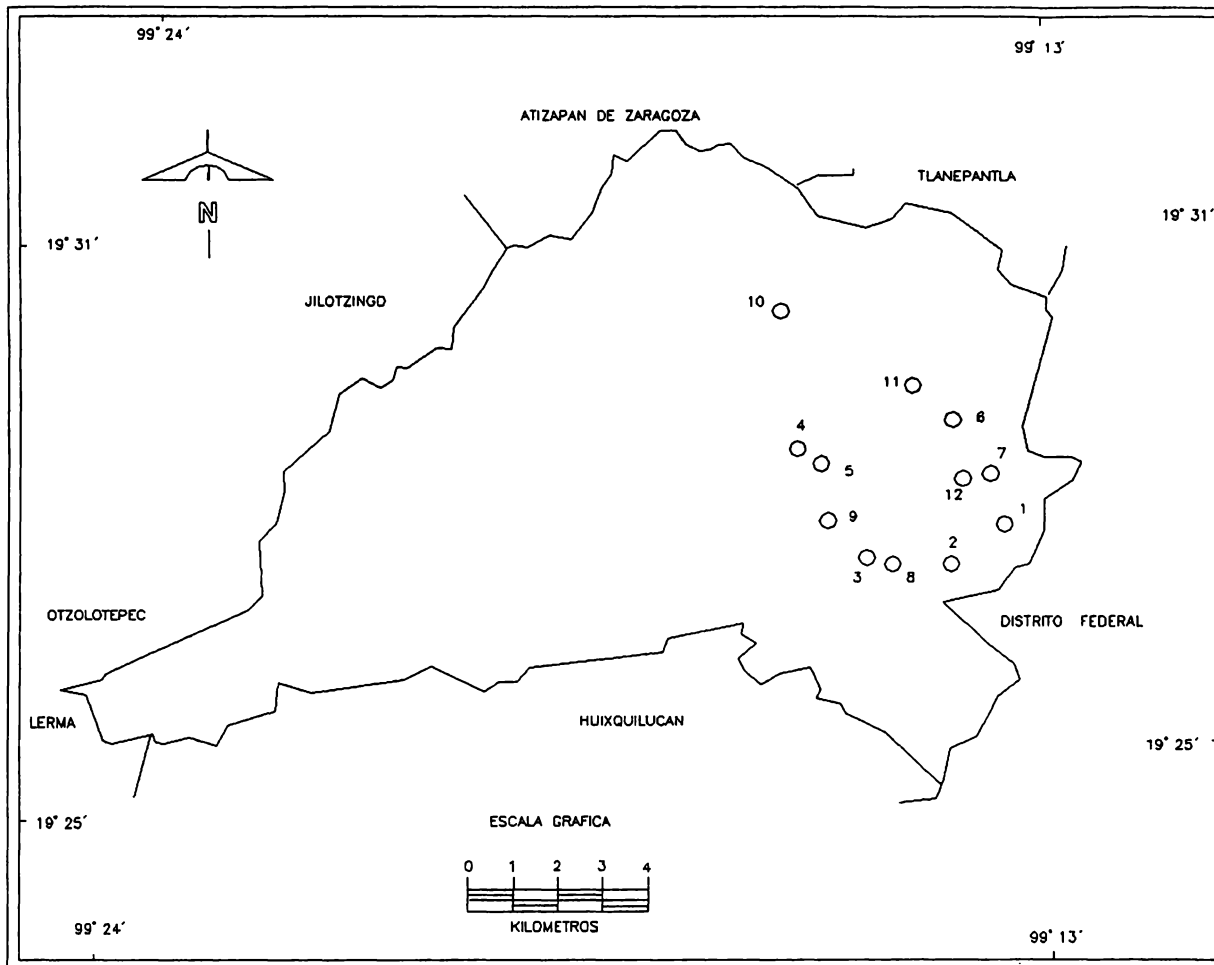 99° 24′
99° 13′
ATIZAPAN DE ZARAGOZA
TLANEPANTLA
N
19° 31′
19° 31′
JILOTZINGO
10
11
6
4
5
7
12
9
1
3
8
2
OTZOLOTEPEC
DISTRITO FEDERAL
LERMA
HUIXQUILUCAN
19° 25′
19° 25′
ESCALA GRAFICA
0 1 2 3 4
KILOMETROS
99° 24′
99° 13′